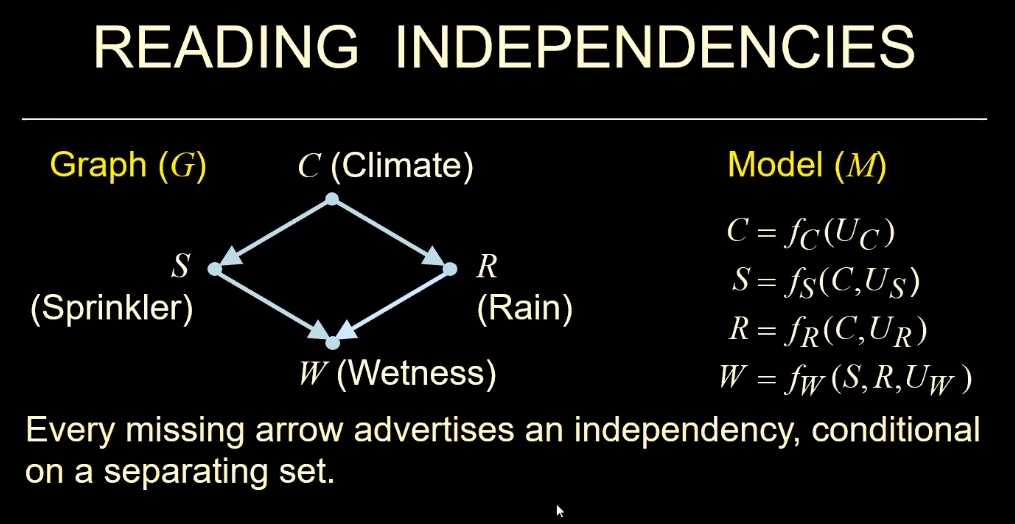 READING INDEPENDENCIES
Graph (G)
C (Climate)
Model (M)
S
(Sprinkler)
R
(Rain)
W (Wetness)
C = f_C(U_C)
S = f_S(C,U_S)
R = f_R(C,U_R)
W = f_W(S,R,U_W)
Every missing arrow advertises an independency, conditional
on a separating set.